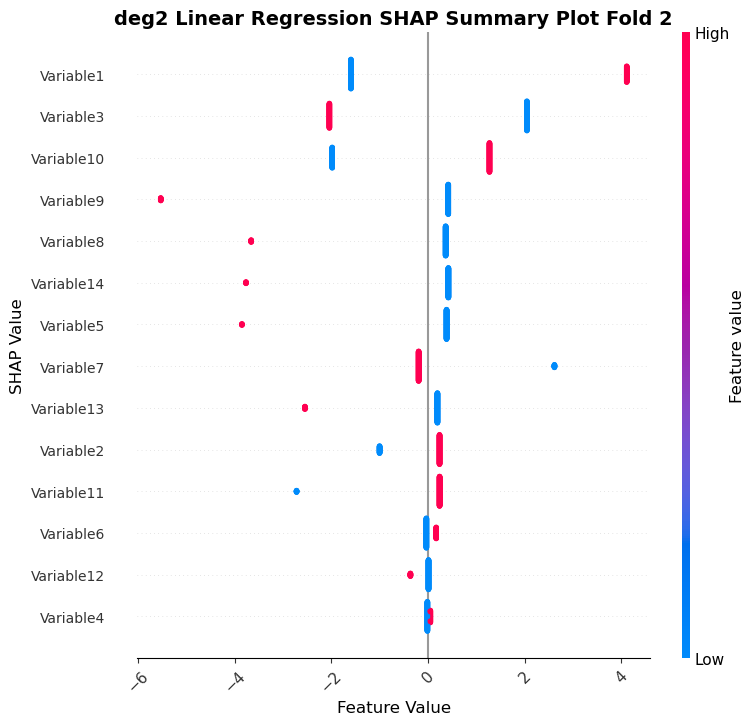 deg2 Linear Regression SHAP Summary Plot Fold 2
High
Variable1
Variable3
Variable10
Variable9
Variable8
Variable14
Variable5
Variable7
Variable13
Variable2
Variable11
Variable6
Variable12
Variable4
SHAP Value
Feature value
Low
−6 −4 −2 0 2 4
Feature Value